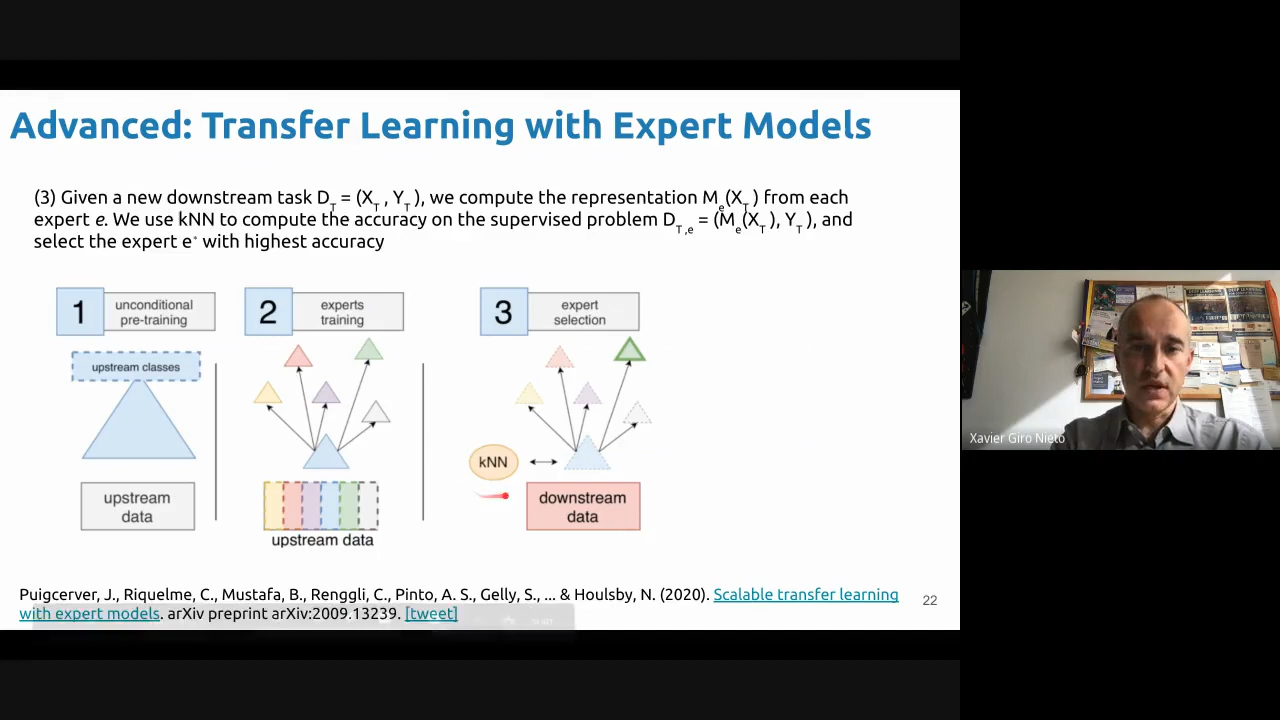 Advanced: Transfer Learning with Expert Models
(3) Given a new downstream task D_T = (X_T , Y_T ), we compute the representation M_e(X_T ) from each
expert e. We use kNN to compute the accuracy on the supervised problem D_T,e = (M_e(X_T ), Y_T ), and
select the expert e* with highest accuracy
1
unconditional
pre-training
2
experts
training
3
expert
selection
upstream classes
upstream
data
upstream data
kNN
downstream
data
Puigcerver, J., Riquelme, C., Mustafa, B., Renggli, C., Pinto, A. S., Gelly, S., ... & Houlsby, N. (2020). Scalable transfer learning
with expert models. arXiv preprint arXiv:2009.13239. [tweet]
22
Xavier Giro Nieto